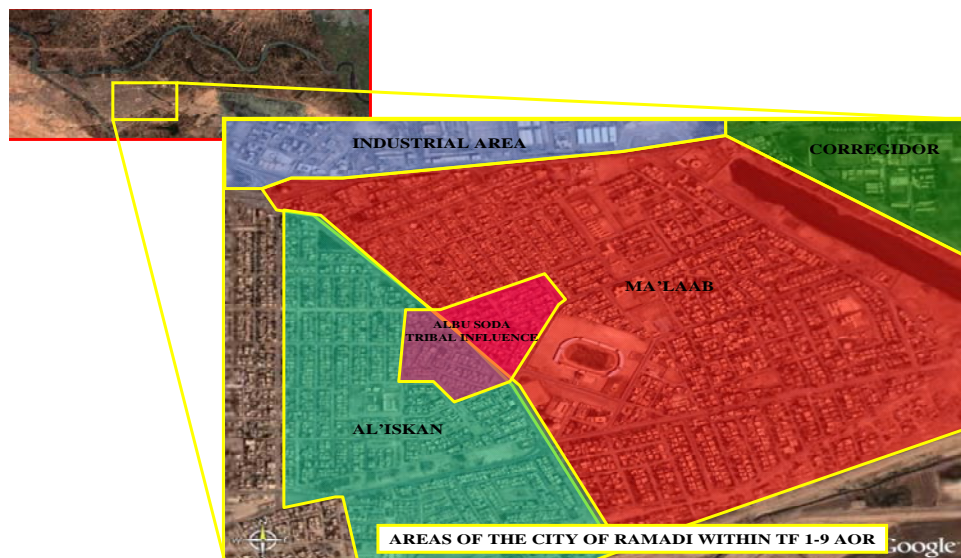 INDUSTRIAL AREA
CORREGIDOR
MA'LAAB
ALBU SODA
TRIBAL INFLUENCE
AL'ISKAN
AREAS OF THE CITY OF RAMADI WITHIN TF 1-9 AOR
Google